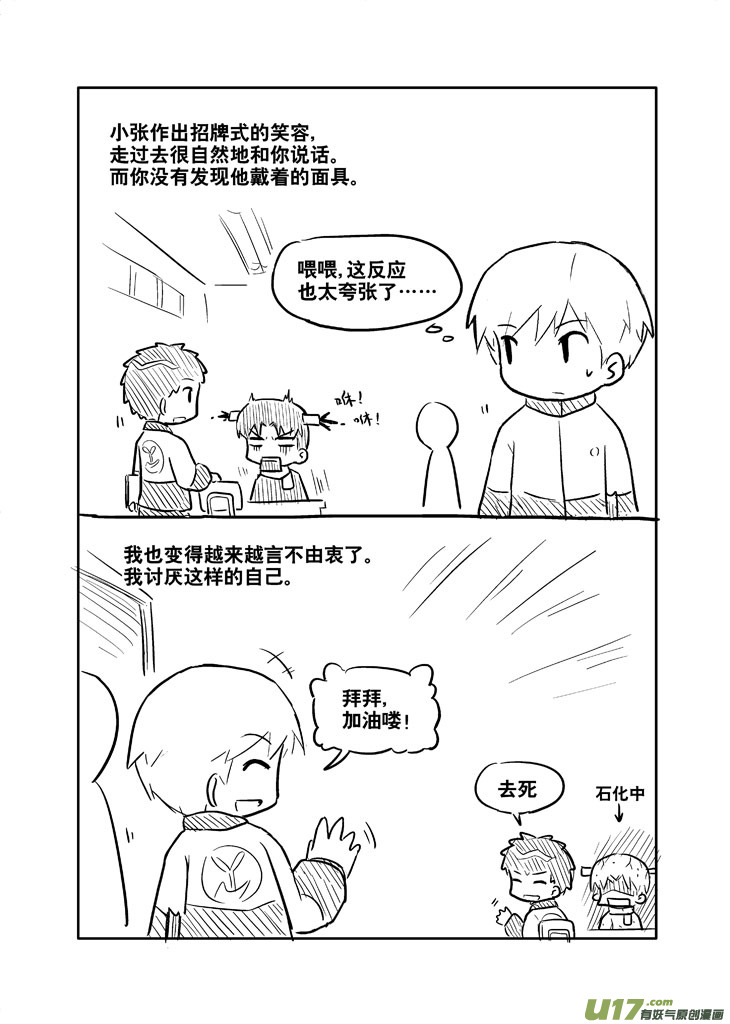 小张作出招牌式的笑容，
走过去很自然地和你说话。
而你没有发现他戴着的面具。
喂喂，这反应
也太夸张了……
咻！
咻！
我也变得越来越言不由衷了。
我讨厌这样的自己。
拜拜，
加油喽！
去死
石化中
U17.com
有妖气原创漫画